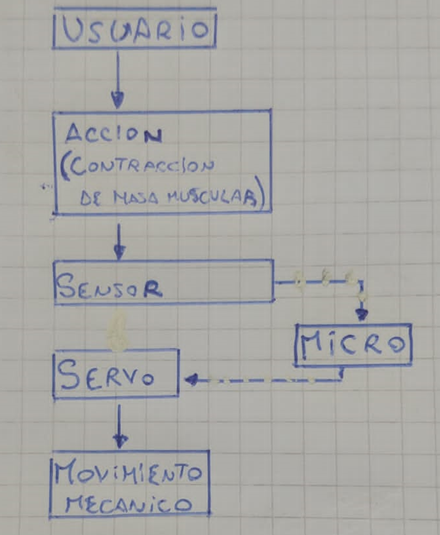 USUARIO
ACCION
(CONTRACCION
DE MASA MUSCULAR)
SENSOR
MICRO
SERVO
MOVIMIENTO
MECANICO